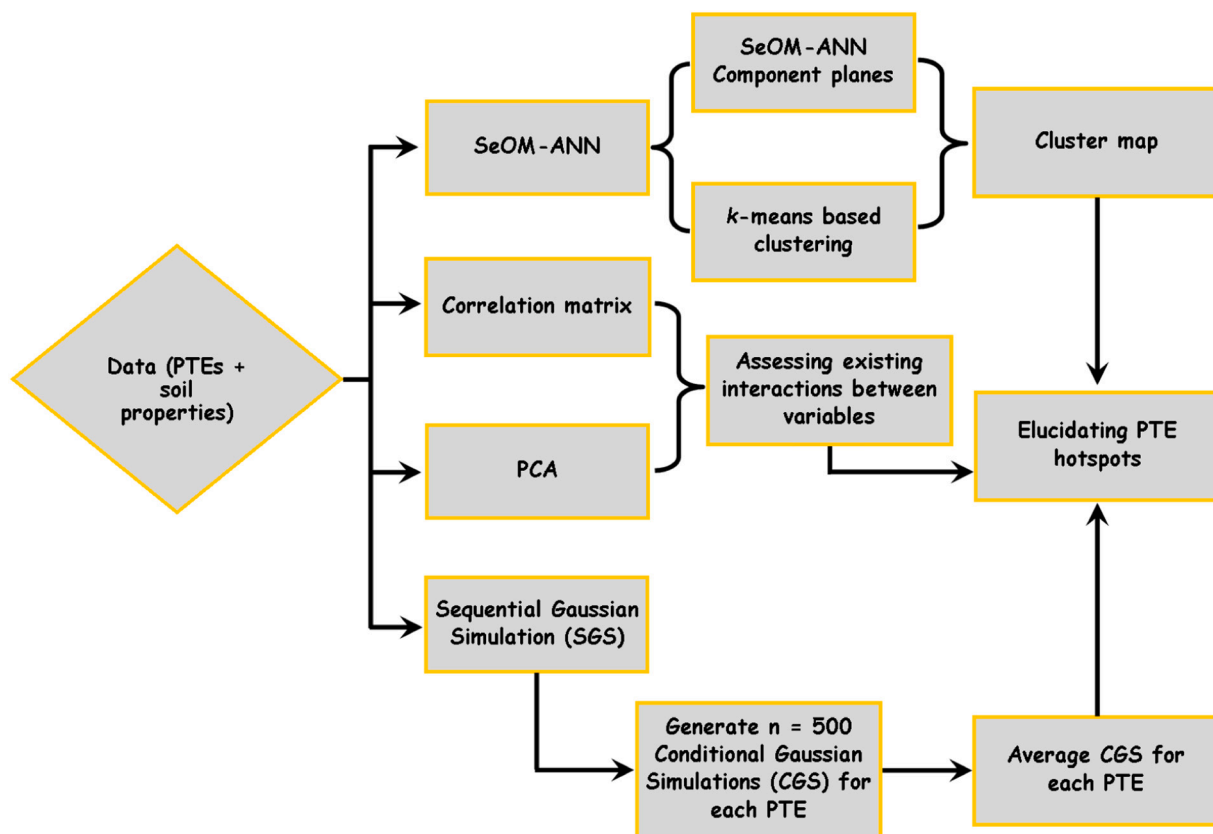 Data (PTEs +
soil
properties)
SeOM-ANN
SeOM-ANN
Component planes
k-means based
clustering
Cluster map
Correlation matrix
PCA
Assessing existing
interactions between
variables
Elucidating PTE
hotspots
Sequential Gaussian
Simulation (SGS)
Generate n = 500
Conditional Gaussian
Simulations (CGS) for
each PTE
Average CGS for
each PTE